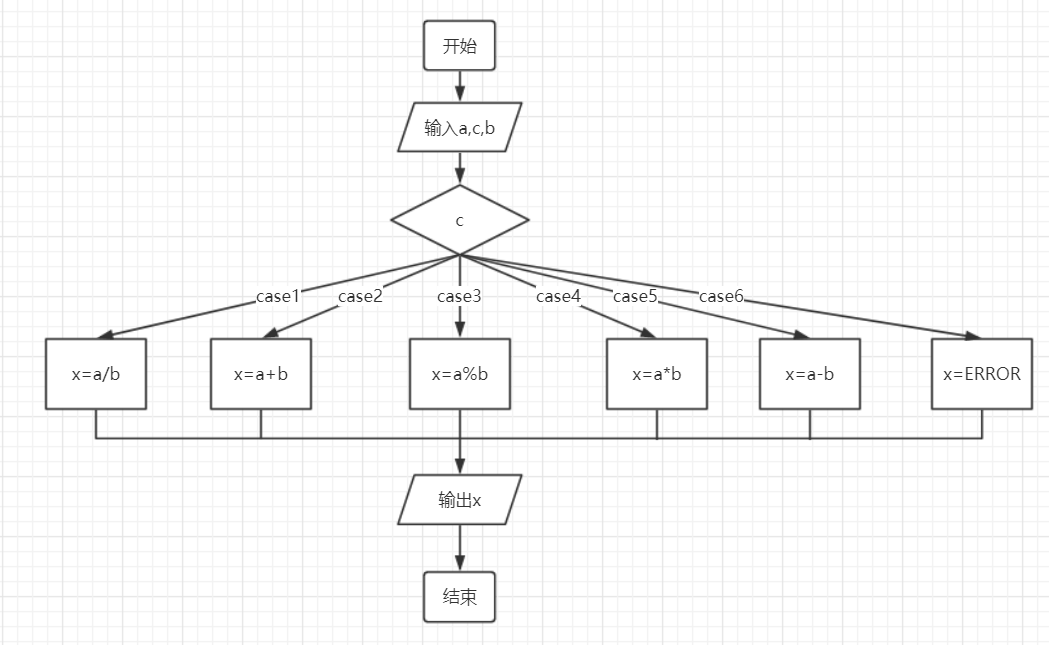 开始
输入a,c,b
c
case1
case2
case3
case4
case5
case6
x=a/b
x=a+b
x=a%b
x=a*b
x=a-b
x=ERROR
输出x
结束